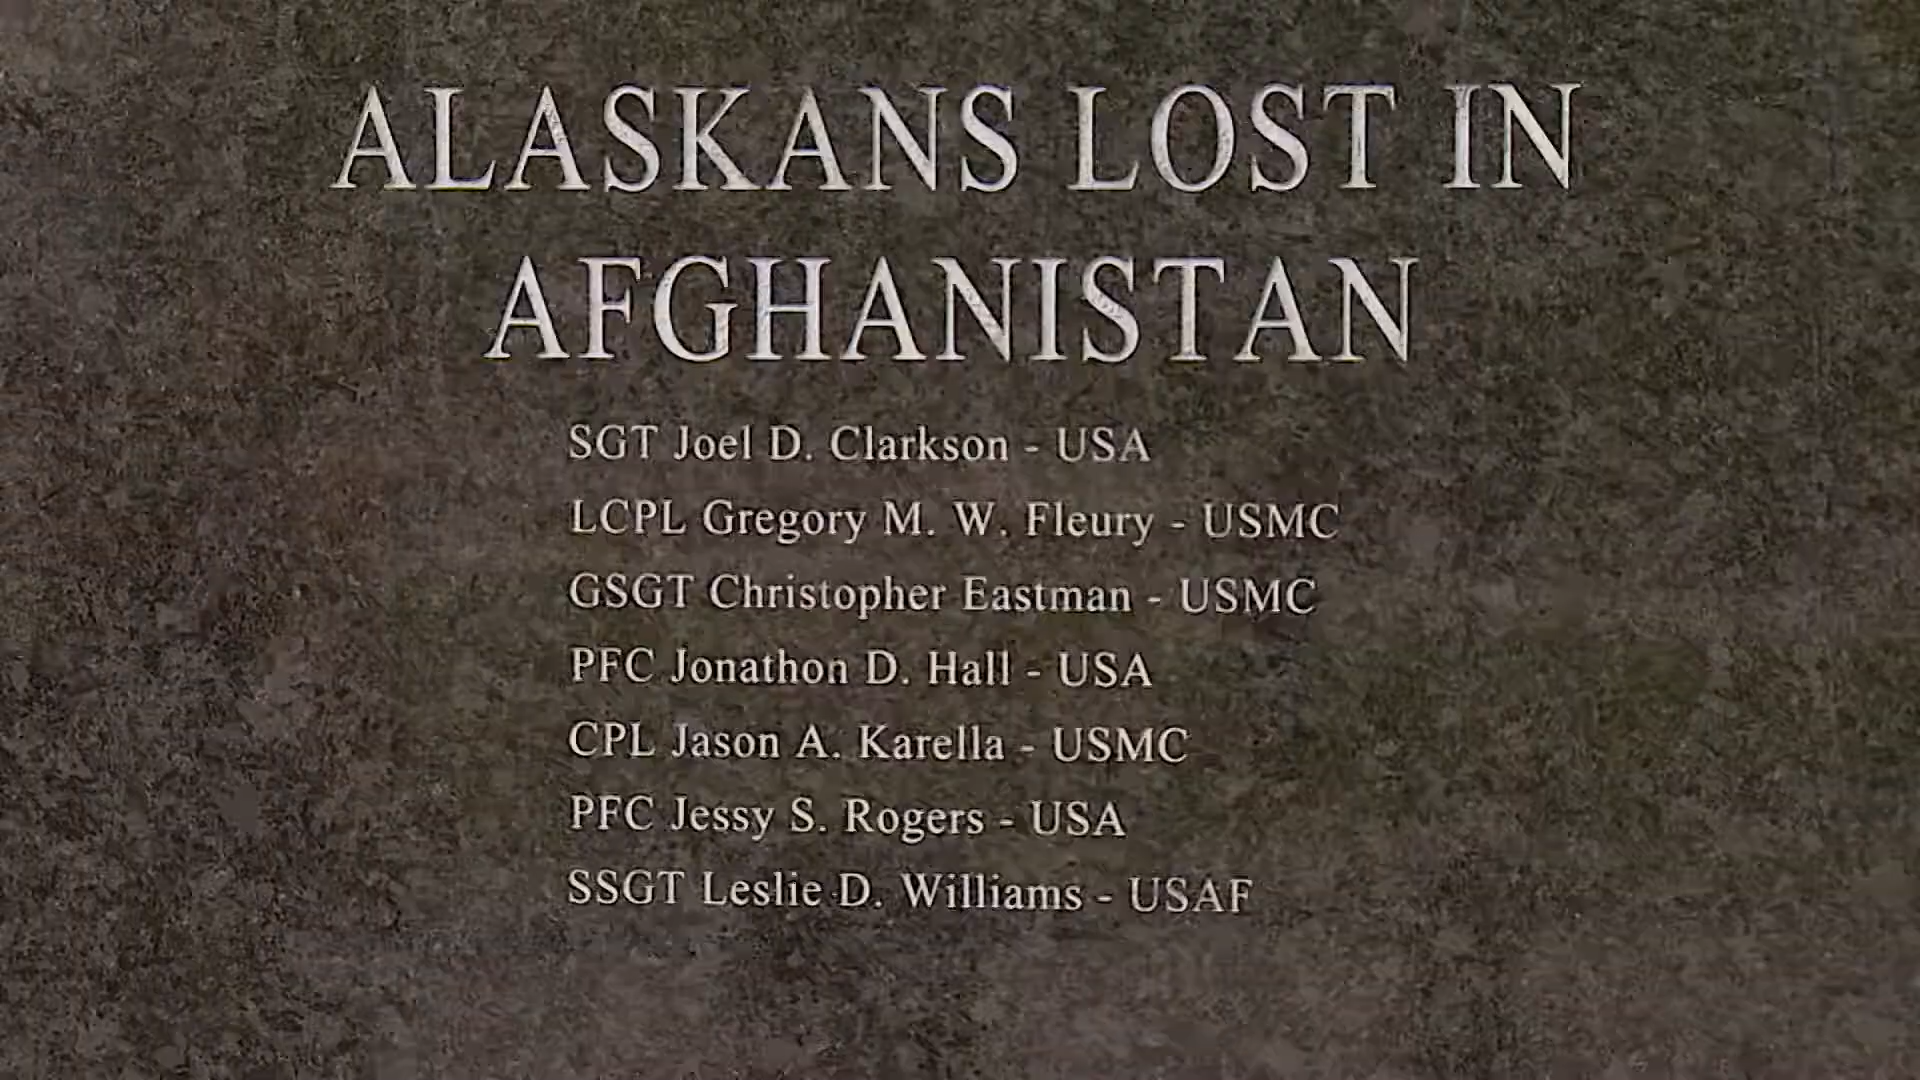 ALASKANS LOST IN
AFGHANISTAN
SGT Joel D. Clarkson - USA
LCPL Gregory M. W. Fleury - USMC
GSGT Christopher Eastman - USMC
PFC Jonathon D. Hall - USA
CPL Jason A. Karella - USMC
PFC Jessy S. Rogers - USA
SSGT Leslie D. Williams - USAF